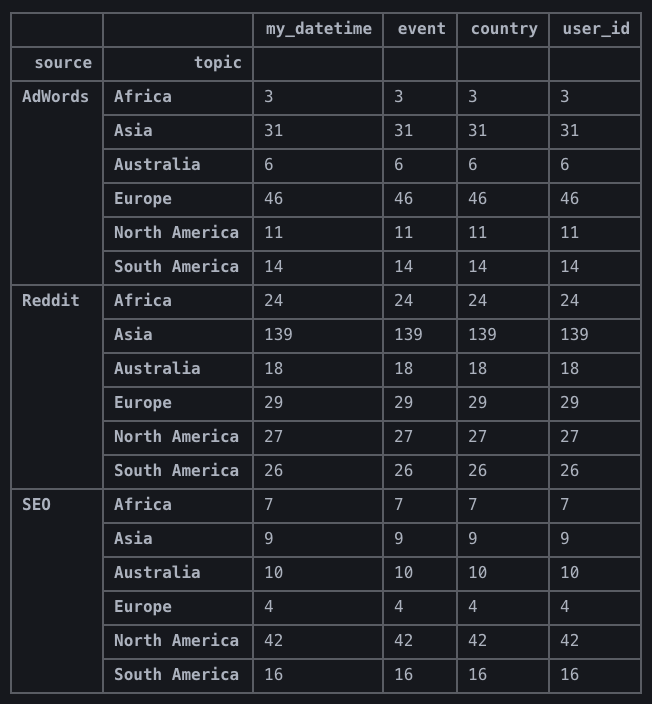 my_datetime event country user_id
source topic
AdWords Africa 3 3 3 3
Asia 31 31 31 31
Australia 6 6 6 6
Europe 46 46 46 46
North America 11 11 11 11
South America 14 14 14 14
Reddit Africa 24 24 24 24
Asia 139 139 139 139
Australia 18 18 18 18
Europe 29 29 29 29
North America 27 27 27 27
South America 26 26 26 26
SEO Africa 7 7 7 7
Asia 9 9 9 9
Australia 10 10 10 10
Europe 4 4 4 4
North America 42 42 42 42
South America 16 16 16 16